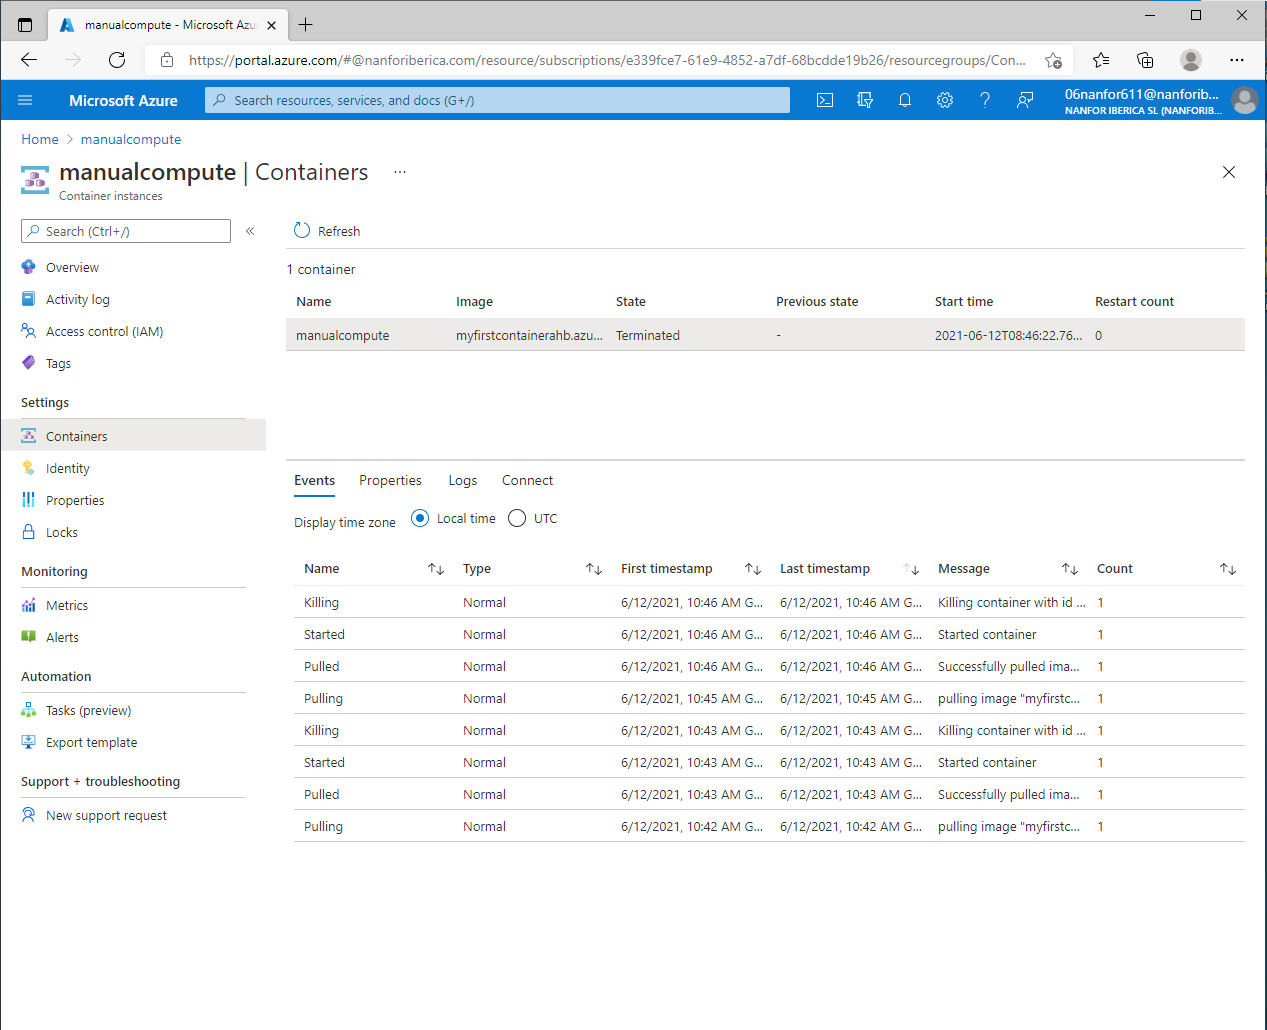 manualcompute - Microsoft Azu
https://portal.azure.com/#@nanforiberica.com/resource/subscriptions/e339fce7-61e9-4852-a7df-68bcdde19b26/resourcegroups/Con...
Microsoft Azure
Search resources, services, and docs (G+/)
06nanfor611@nanforib...
NANFOR IBERICA SL (NANFORIB...
Home > manualcompute
manualcompute | Containers ...
Container instances
Search (Ctrl+/) «
Overview
Activity log
Access control (IAM)
Tags
Settings
Containers
Identity
Properties
Locks
Monitoring
Metrics
Alerts
Automation
Tasks (preview)
Export template
Support + troubleshooting
New support request
Refresh
1 container
Name Image State Previous state Start time Restart count
manualcompute myfirstcontainerahb.azu... Terminated - 2021-06-12T08:46:22.76... 0
Events Properties Logs Connect
Display time zone Local time UTC
Name Type First timestamp Last timestamp Message Count
Killing Normal 6/12/2021, 10:46 AM G... 6/12/2021, 10:46 AM G... Killing container with id ... 1
Started Normal 6/12/2021, 10:46 AM G... 6/12/2021, 10:46 AM G... Started container 1
Pulled Normal 6/12/2021, 10:46 AM G... 6/12/2021, 10:46 AM G... Successfully pulled ima... 1
Pulling Normal 6/12/2021, 10:45 AM G... 6/12/2021, 10:45 AM G... pulling image "myfirstc... 1
Killing Normal 6/12/2021, 10:43 AM G... 6/12/2021, 10:43 AM G... Killing container with id ... 1
Started Normal 6/12/2021, 10:43 AM G... 6/12/2021, 10:43 AM G... Started container 1
Pulled Normal 6/12/2021, 10:43 AM G... 6/12/2021, 10:43 AM G... Successfully pulled ima... 1
Pulling Normal 6/12/2021, 10:42 AM G... 6/12/2021, 10:42 AM G... pulling image "myfirstc... 1